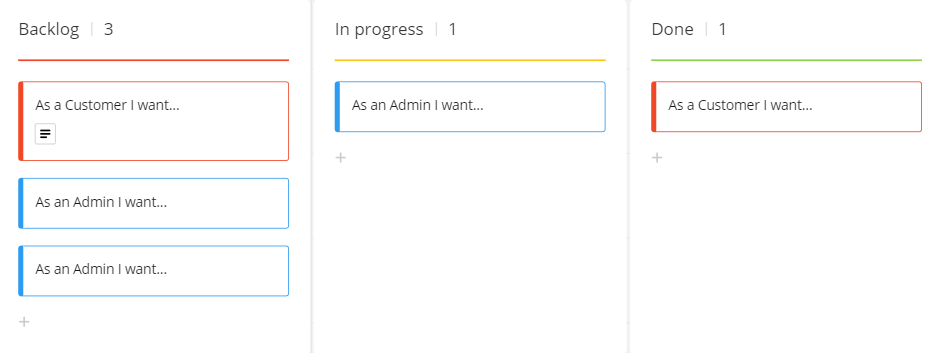 Backlog | 3
As a Customer I want...
As an Admin I want...
As an Admin I want...
+
In progress | 1
As an Admin I want...
+
Done | 1
As a Customer I want...
+